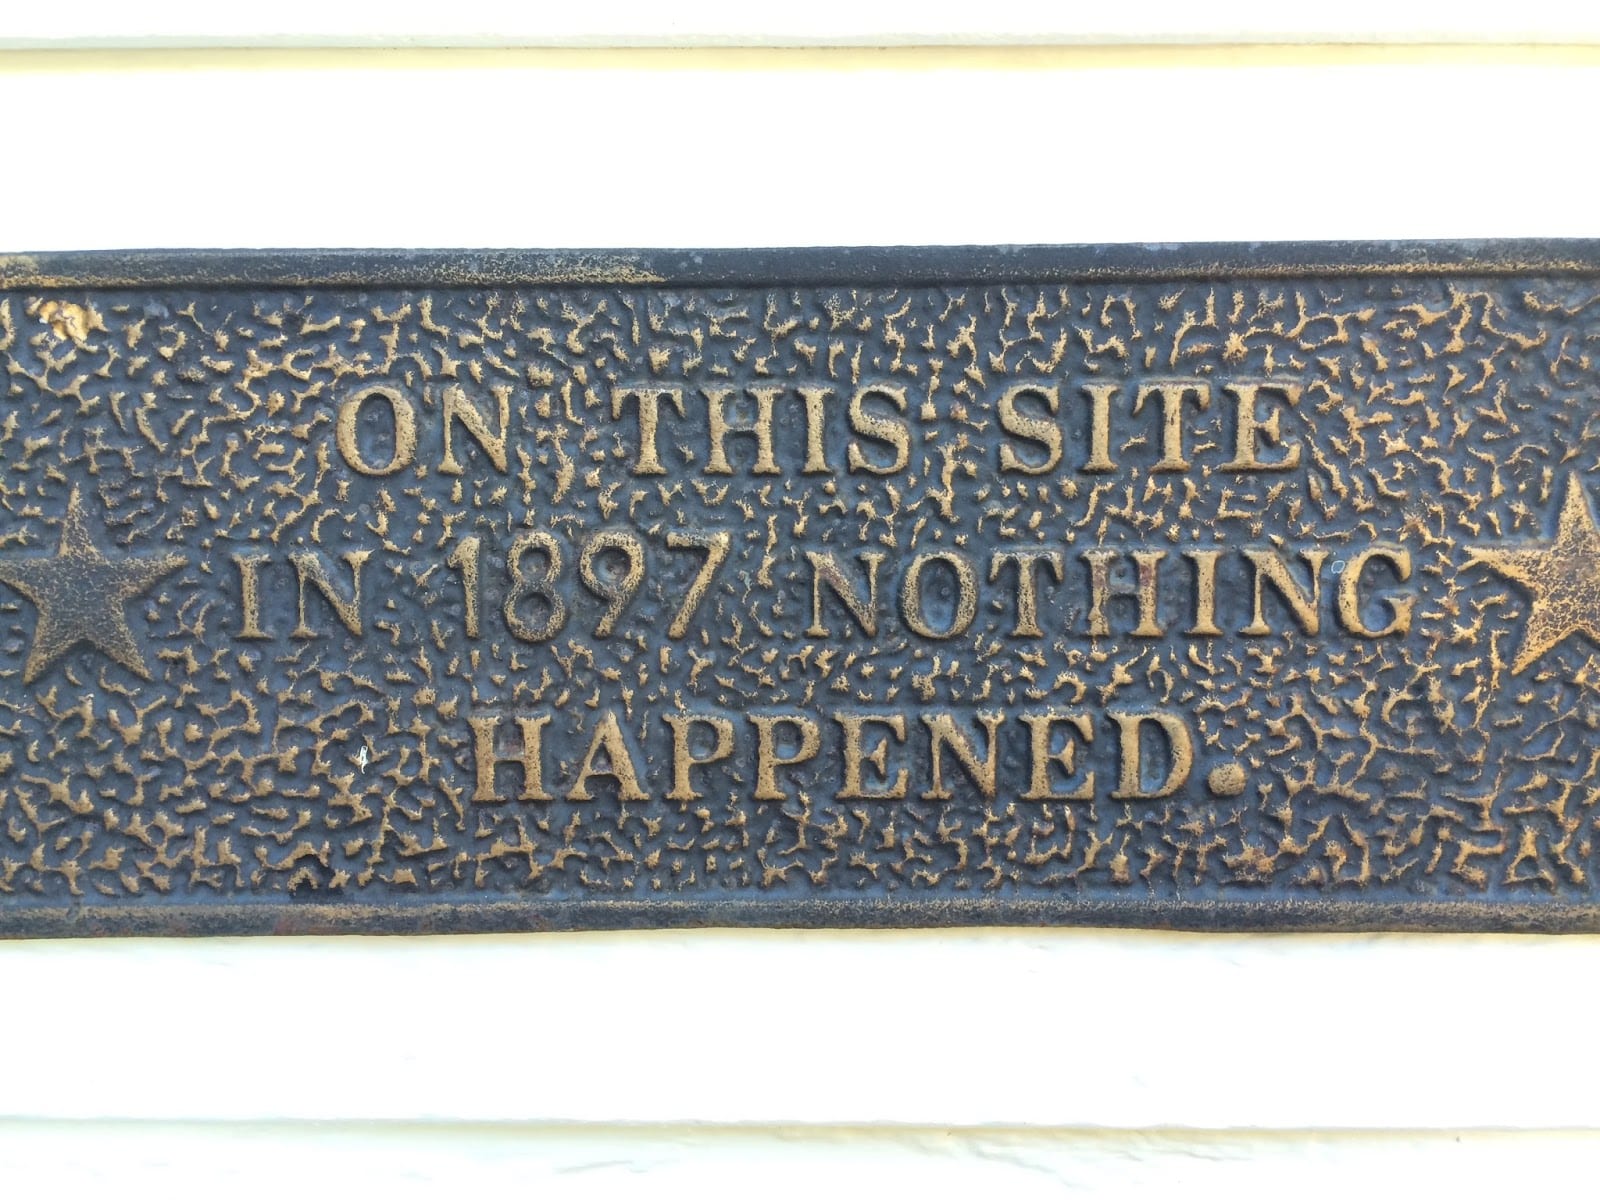 ON THIS SITE
IN 1897 NOTHING
HAPPENED.